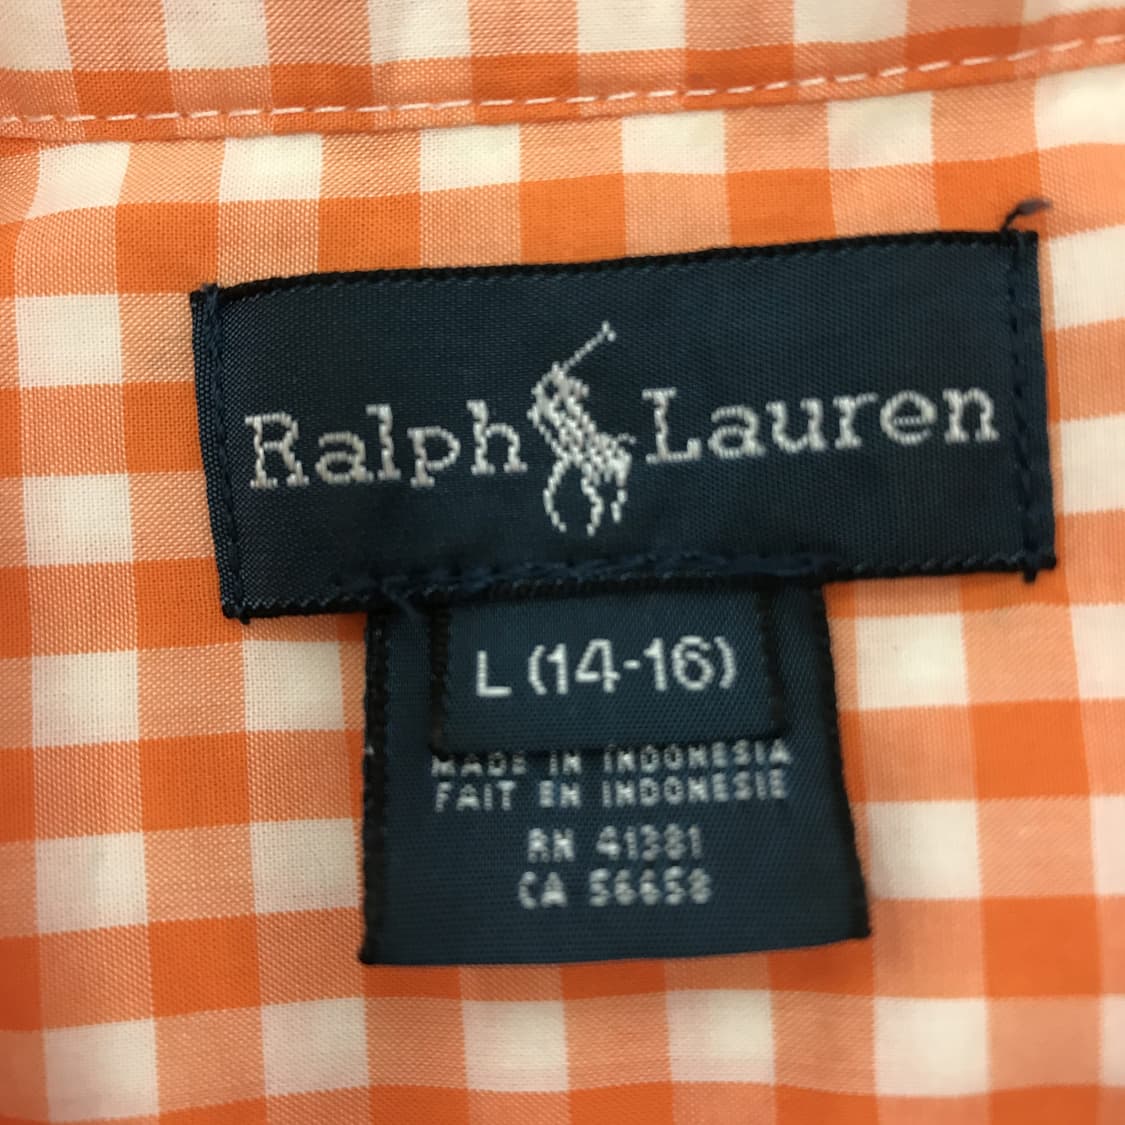 Ralph Lauren
L (14-16)
MADE IN INDONESIA
FAIT EN INDONESIE
RN 41381
CA 56658